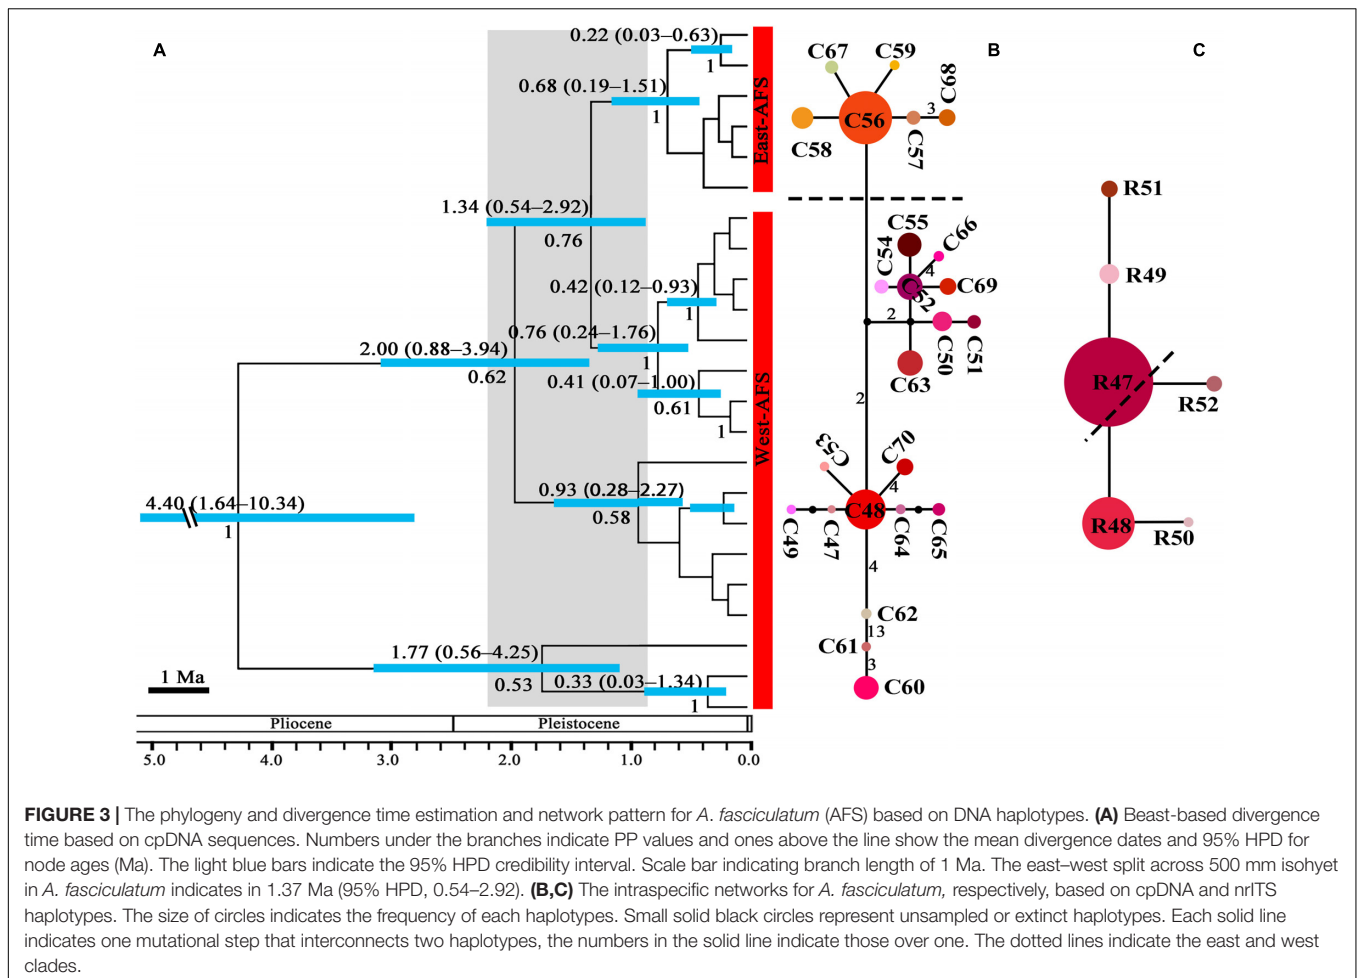 A
B
C
0.22 (0.03–0.63)
1
0.68 (0.19–1.51)
1
East-AFS
1.34 (0.54–2.92)
0.76
0.42 (0.12–0.93)
1
0.76 (0.24–1.76)
1
2.00 (0.88–3.94)
0.62
0.41 (0.07–1.00)
0.61
1
West-AFS
0.93 (0.28–2.27)
0.58
4.40 (1.64–10.34)
1
1.77 (0.56–4.25)
0.53
0.33 (0.03–1.34)
1
1 Ma
Pliocene
Pleistocene
5.0 4.0 3.0 2.0 1.0 0.0
C67
C59
C68
C56
3
C58
C57
C55
C66
C54
4
C52
C69
2
C50
C51
C63
2
C53
C70
4
C48
C49
C47
C64
C65
4
C62
13
C61
3
C60
R51
R49
R47
R52
R48
R50
FIGURE 3 | The phylogeny and divergence time estimation and network pattern for A. fasciculatum (AFS) based on DNA haplotypes. (A) Beast-based divergence
time based on cpDNA sequences. Numbers under the branches indicate PP values and ones above the line show the mean divergence dates and 95% HPD for
node ages (Ma). The light blue bars indicate the 95% HPD credibility interval. Scale bar indicating branch length of 1 Ma. The east–west split across 500 mm isohyet
in A. fasciculatum indicates in 1.37 Ma (95% HPD, 0.54–2.92). (B,C) The intraspecific networks for A. fasciculatum, respectively, based on cpDNA and nrITS
haplotypes. The size of circles indicates the frequency of each haplotypes. Small solid black circles represent unsampled or extinct haplotypes. Each solid line
indicates one mutational step that interconnects two haplotypes, the numbers in the solid line indicate those over one. The dotted lines indicate the east and west
clades.